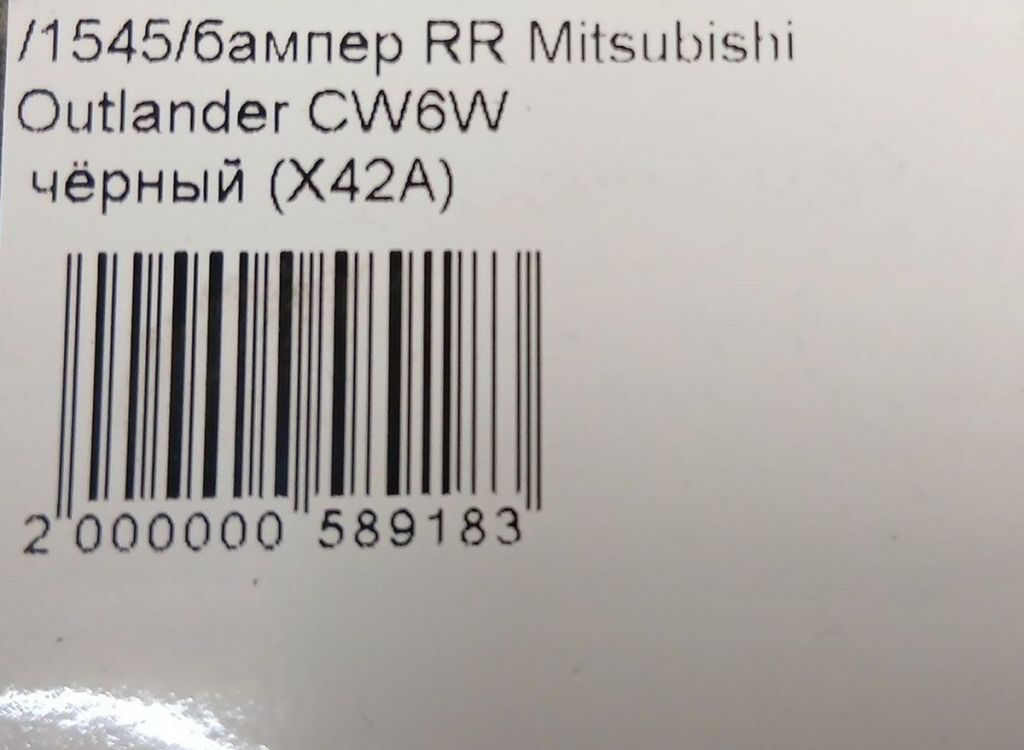 /1545/бампер RR Mitsubishi
Outlander CW6W
чёрный (X42A)
2 000000 589183